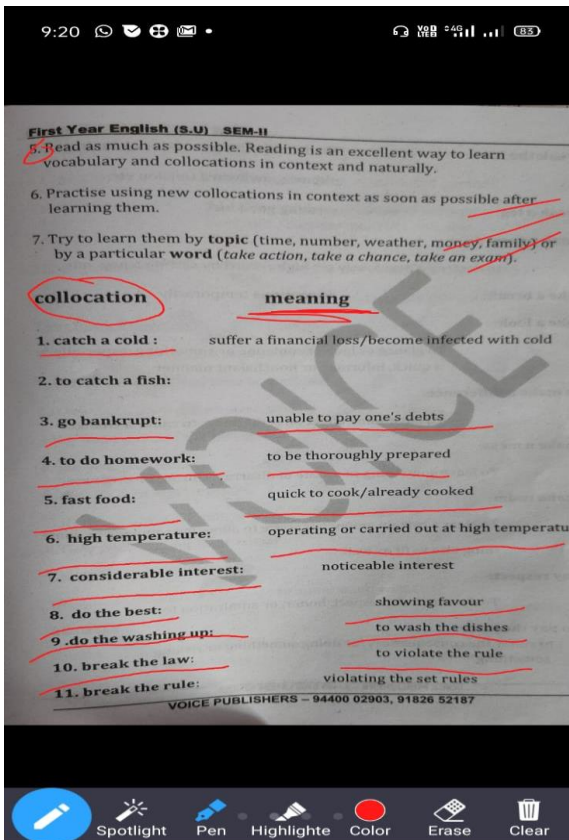 9:20
VoD LTE 4G 83
First Year English (S.U) SEM-II
5. Read as much as possible. Reading is an excellent way to learn
vocabulary and collocations in context and naturally.
6. Practise using new collocations in context as soon as possible after
learning them.
7. Try to learn them by topic (time, number, weather, money, family) or
by a particular word (take action, take a chance, take an exam).
collocation meaning
1. catch a cold : suffer a financial loss/become infected with cold
2. to catch a fish:
3. go bankrupt: unable to pay one's debts
4. to do homework: to be thoroughly prepared
5. fast food: quick to cook/already cooked
6. high temperature: operating or carried out at high temperatu
7. considerable interest: noticeable interest
8. do the best: showing favour
9 .do the washing up: to wash the dishes
10. break the law: to violate the rule
11. break the rule: violating the set rules
VOICE PUBLISHERS – 94400 02903, 91826 52187
VOICE
Spotlight Pen Highlighte Color Erase Clear